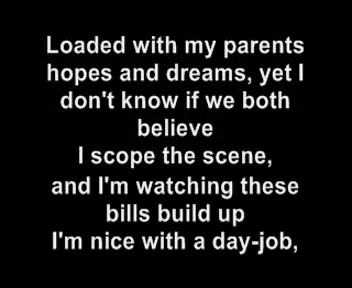 Loaded with my parents
hopes and dreams, yet I
don't know if we both
believe
I scope the scene,
and I'm watching these
bills build up
I'm nice with a day-job,